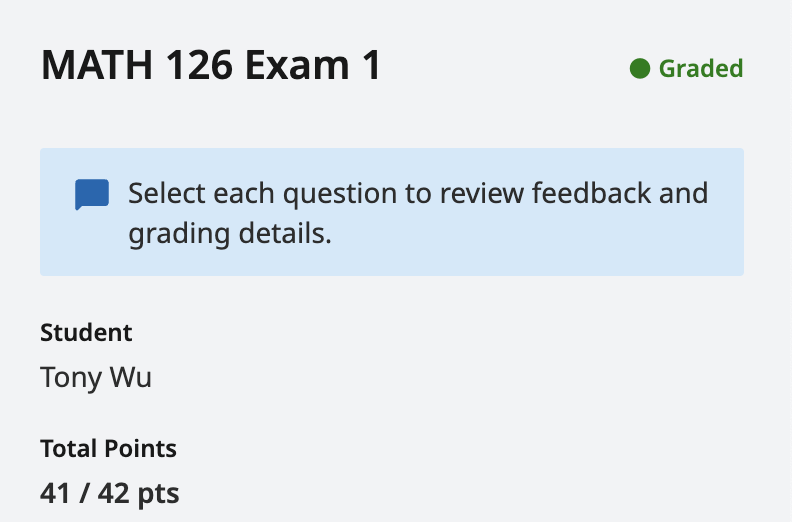 MATH 126 Exam 1
Graded
Select each question to review feedback and
grading details.
Student
Tony Wu
Total Points
41 / 42 pts